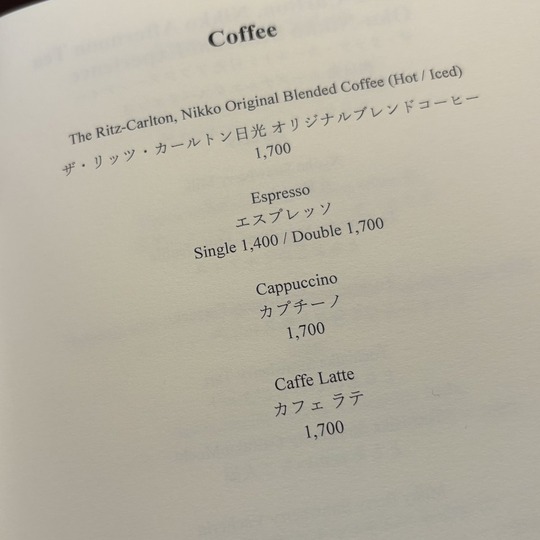 Coffee
The Ritz-Carlton, Nikko Original Blended Coffee (Hot / Iced)
ザ・リッツ・カールトン日光 オリジナルブレンドコーヒー
1,700
Espresso
エスプレッソ
Single 1,400 / Double 1,700
Cappuccino
カプチーノ
1,700
Caffe Latte
カフェ ラテ
1,700